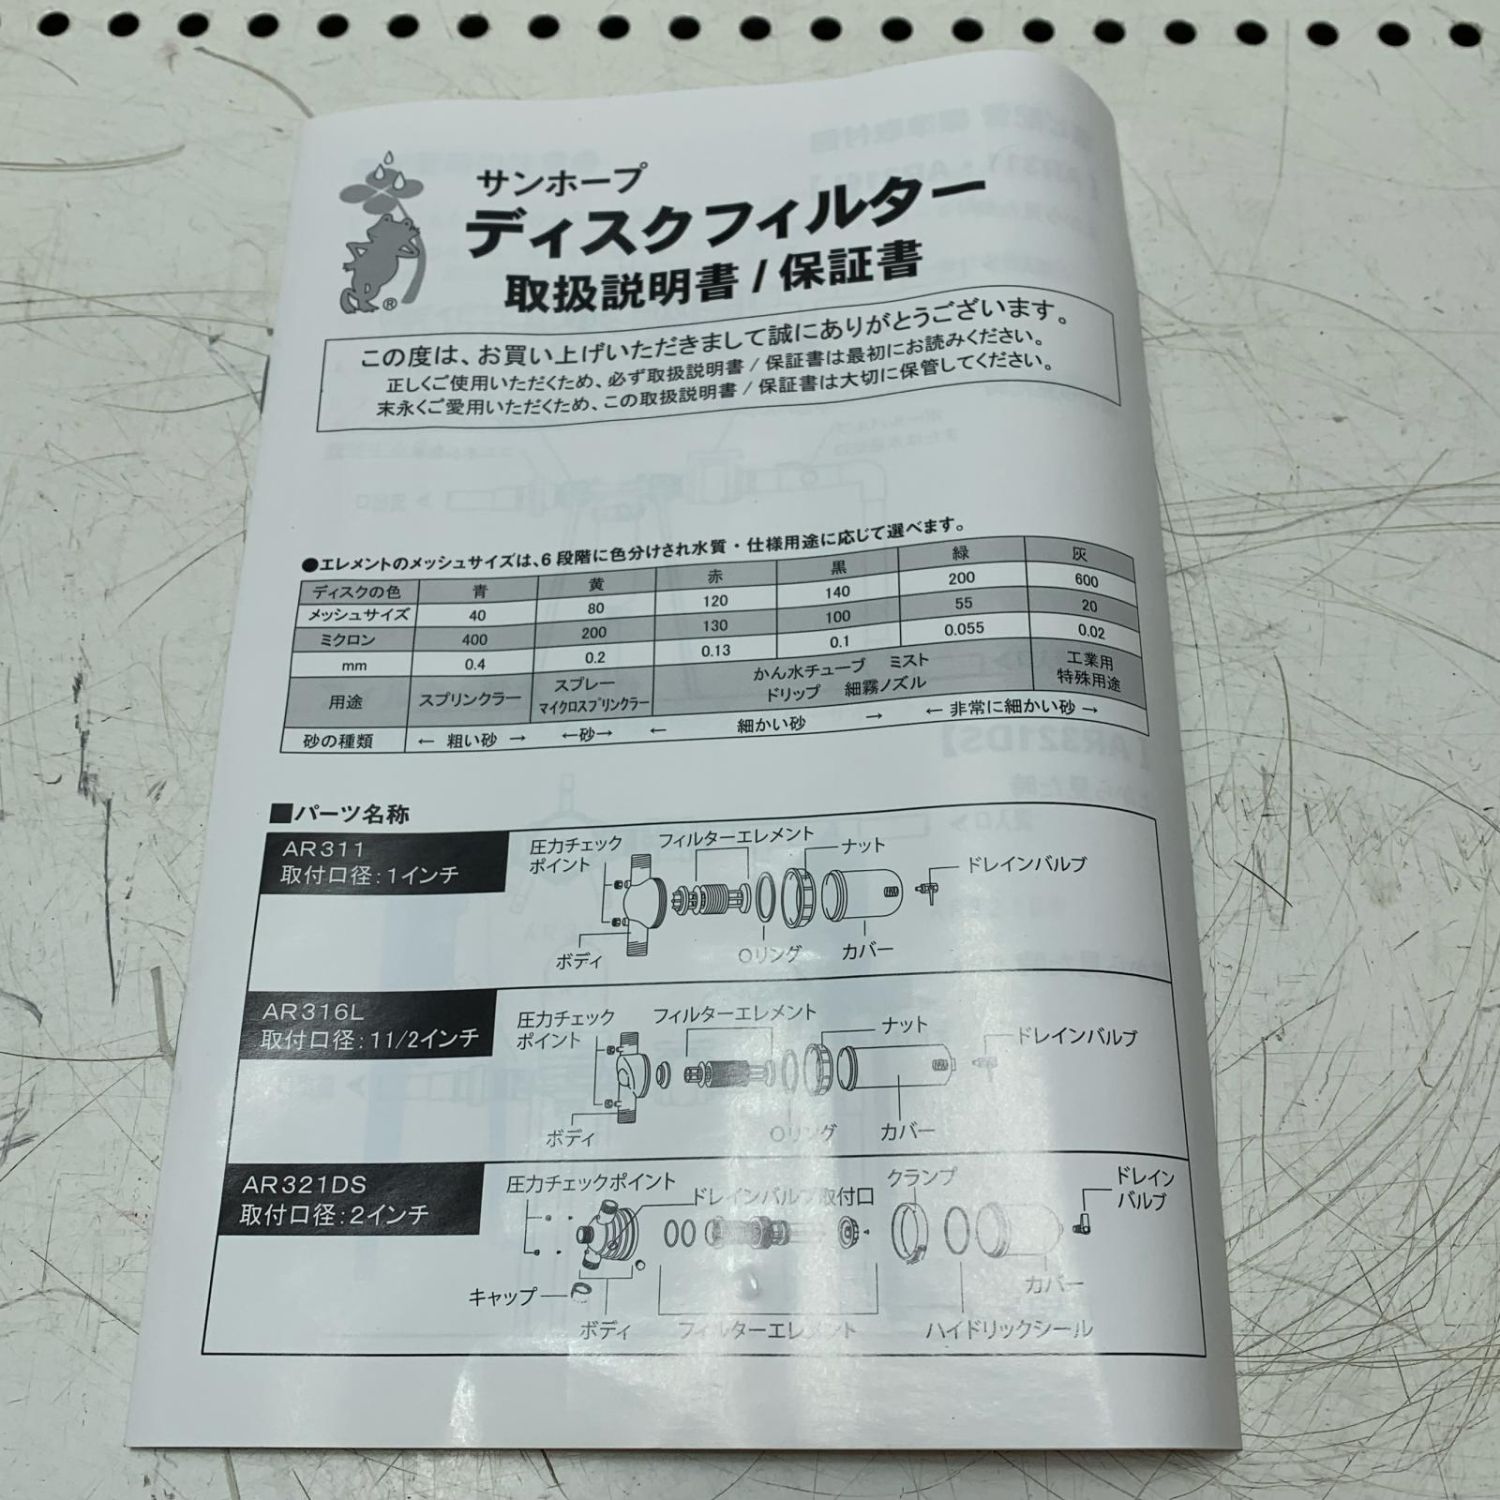 サンホープ
ディスクフィルター
取扱説明書 / 保証書
®
この度は、お買い上げいただきまして誠にありがとうございます。
正しくご使用いただくため、必ず取扱説明書 / 保証書は最初にお読みください。
末永くご愛用いただくため、この取扱説明書 / 保証書は大切に保管してください。
●エレメントのメッシュサイズは、6 段階に色分けされ水質・仕様用途に応じて選べます。
ディスクの色 青 黄 赤 黒 緑 灰
メッシュサイズ 40 80 120 140 200 600
ミクロン 400 200 130 100 55 20
mm 0.4 0.2 0.13 0.1 0.055 0.02
用途 スプリンクラー スプレー マイクロスプリンクラー かん水チューブ ミスト ドリップ 細霧ノズル 工業用 特殊用途
砂の種類 ← 粗い砂 → ←砂→ ← 細かい砂 → ← 非常に細かい砂 →
■パーツ名称
AR311
取付口径:1インチ
圧力チェック
ポイント
フィルターエレメント
ナット
ドレインバルブ
ボディ
Oリング
カバー
AR316L
取付口径:11/2インチ
圧力チェック
ポイント
フィルターエレメント
ナット
ドレインバルブ
ボディ
Oリング
カバー
AR321DS
取付口径:2インチ
圧力チェックポイント
ドレインバルブ取付口
クランプ
ドレイン
バルブ
キャップ
ボディ
フィルターエレメント
カバー
ハイドリックシール